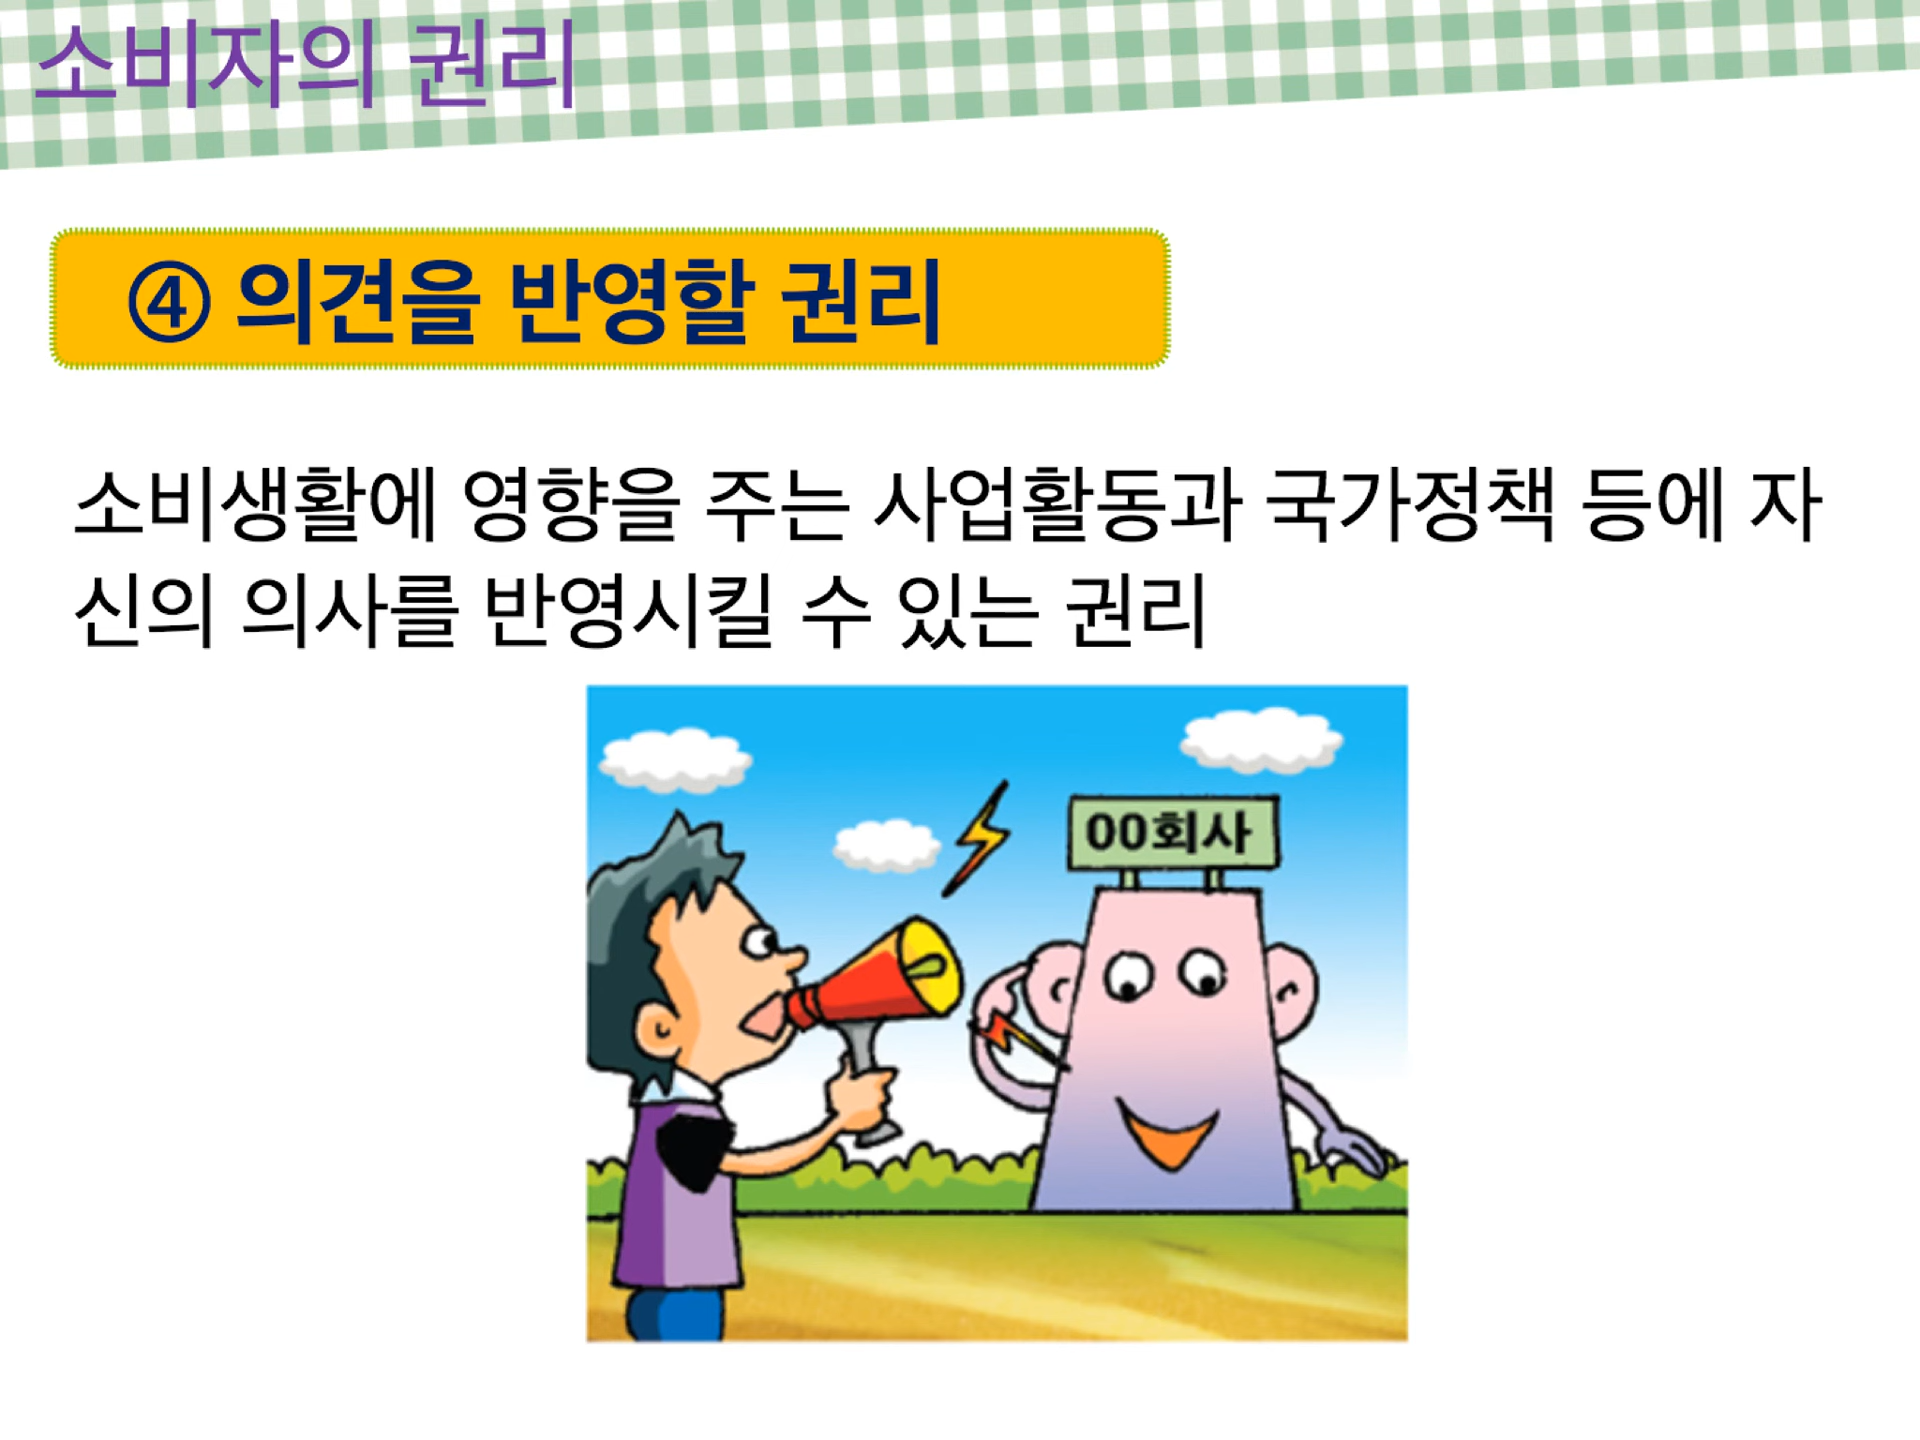 소비자의 권리
④ 의견을 반영할 권리
소비생활에 영향을 주는 사업활동과 국가정책 등에 자
신의 의사를 반영시킬 수 있는 권리
00회사